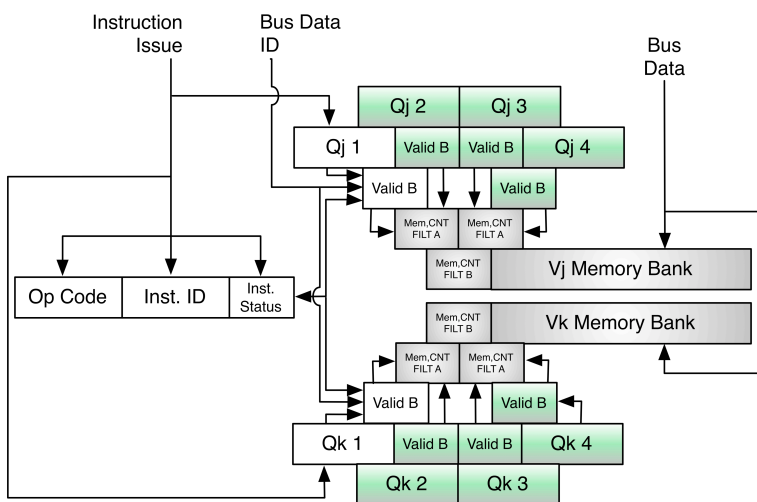 Instruction
Issue
Bus Data
ID
Bus
Data
Qj 2
Qj 3
Qj 1
Valid B
Valid B
Qj 4
Valid B
Valid B
Mem,CNT
FILT A
Mem,CNT
FILT A
Mem,CNT
FILT B
Vj Memory Bank
Op Code
Inst. ID
Inst.
Status
Mem,CNT
FILT B
Vk Memory Bank
Mem,CNT
FILT A
Mem,CNT
FILT A
Valid B
Valid B
Qk 1
Valid B
Valid B
Qk 4
Qk 2
Qk 3